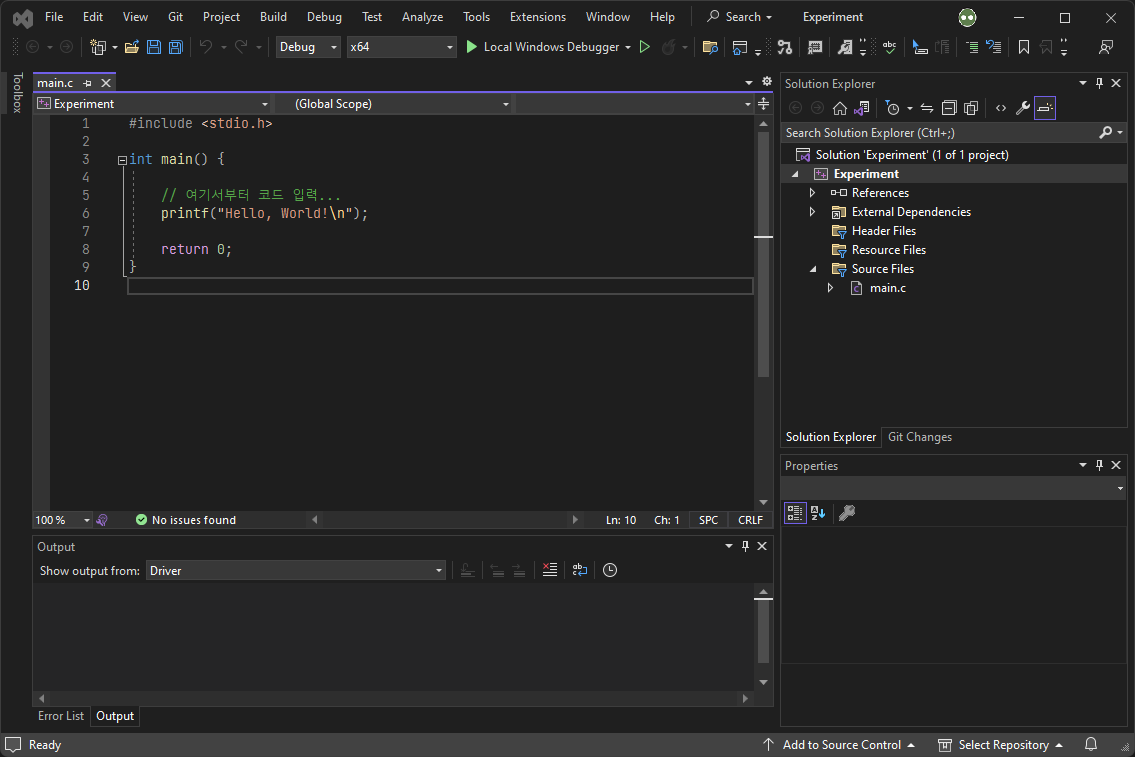 File Edit View Git Project Build Debug Test Analyze Tools Extensions Window Help Search Experiment
Debug x64 Local Windows Debugger
Toolbox
main.c
Experiment (Global Scope)
1 #include <stdio.h>
2
3 int main() {
4
5 // 여기서부터 코드 입력...
6 printf("Hello, World!\n");
7
8 return 0;
9 }
10
100 % No issues found Ln: 10 Ch: 1 SPC CRLF
Output
Show output from: Driver
Error List Output
Solution Explorer
Search Solution Explorer (Ctrl+;)
Solution 'Experiment' (1 of 1 project)
Experiment
References
External Dependencies
Header Files
Resource Files
Source Files
main.c
Solution Explorer Git Changes
Properties
Ready Add to Source Control Select Repository